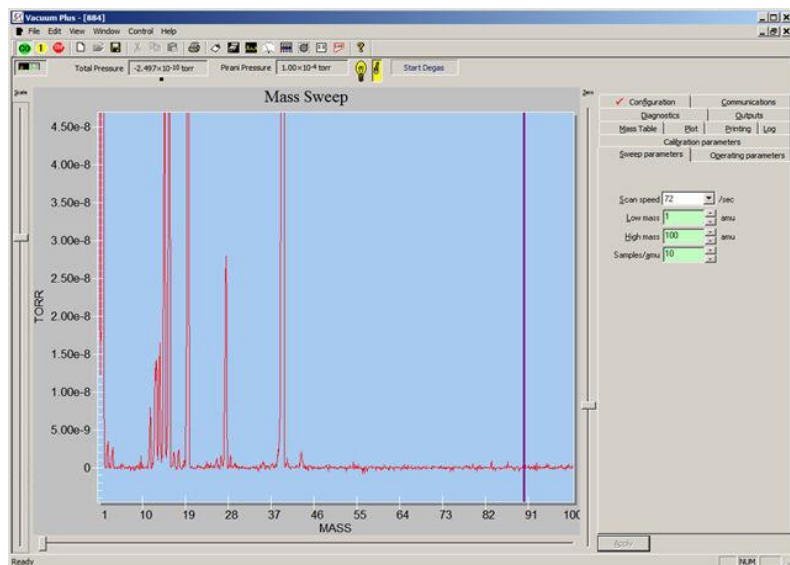 Vacuum Plus - [884]
File Edit View Window Control Help
Total Pressure -2.497×10-10 torr Pirani Pressure 1.00×10-4 torr Start Degas
Scale
Mass Sweep
Zero
4.50e-8
4.00e-8
3.50e-8
3.00e-8
2.50e-8
2.00e-8
1.50e-8
1.00e-8
5.00e-9
0
TORR
1 10 19 28 37 46 55 64 73 82 91 100
MASS
Configuration Communications
Diagnostics Outputs
Mass Table Plot Printing Log
Calibration parameters
Sweep parameters Operating parameters
Scan speed 72 /sec
Low mass 1 amu
High mass 100 amu
Samples/amu 10
Apply
Ready NUM